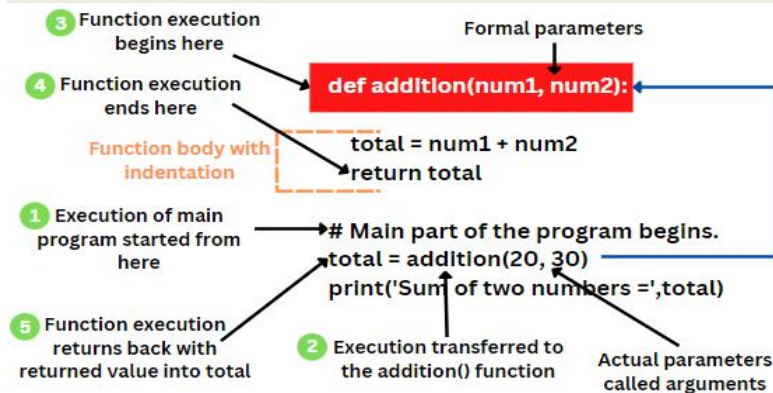 3 Function execution
begins here
Formal parameters
def addition(num1, num2):
4 Function execution
ends here
Function body with
indentation
total = num1 + num2
return total
1 Execution of main
program started from
here
# Main part of the program begins.
total = addition(20, 30)
print('Sum of two numbers =',total)
5 Function execution
returns back with
returned value into total
2 Execution transferred to
the addition() function
Actual parameters
called arguments